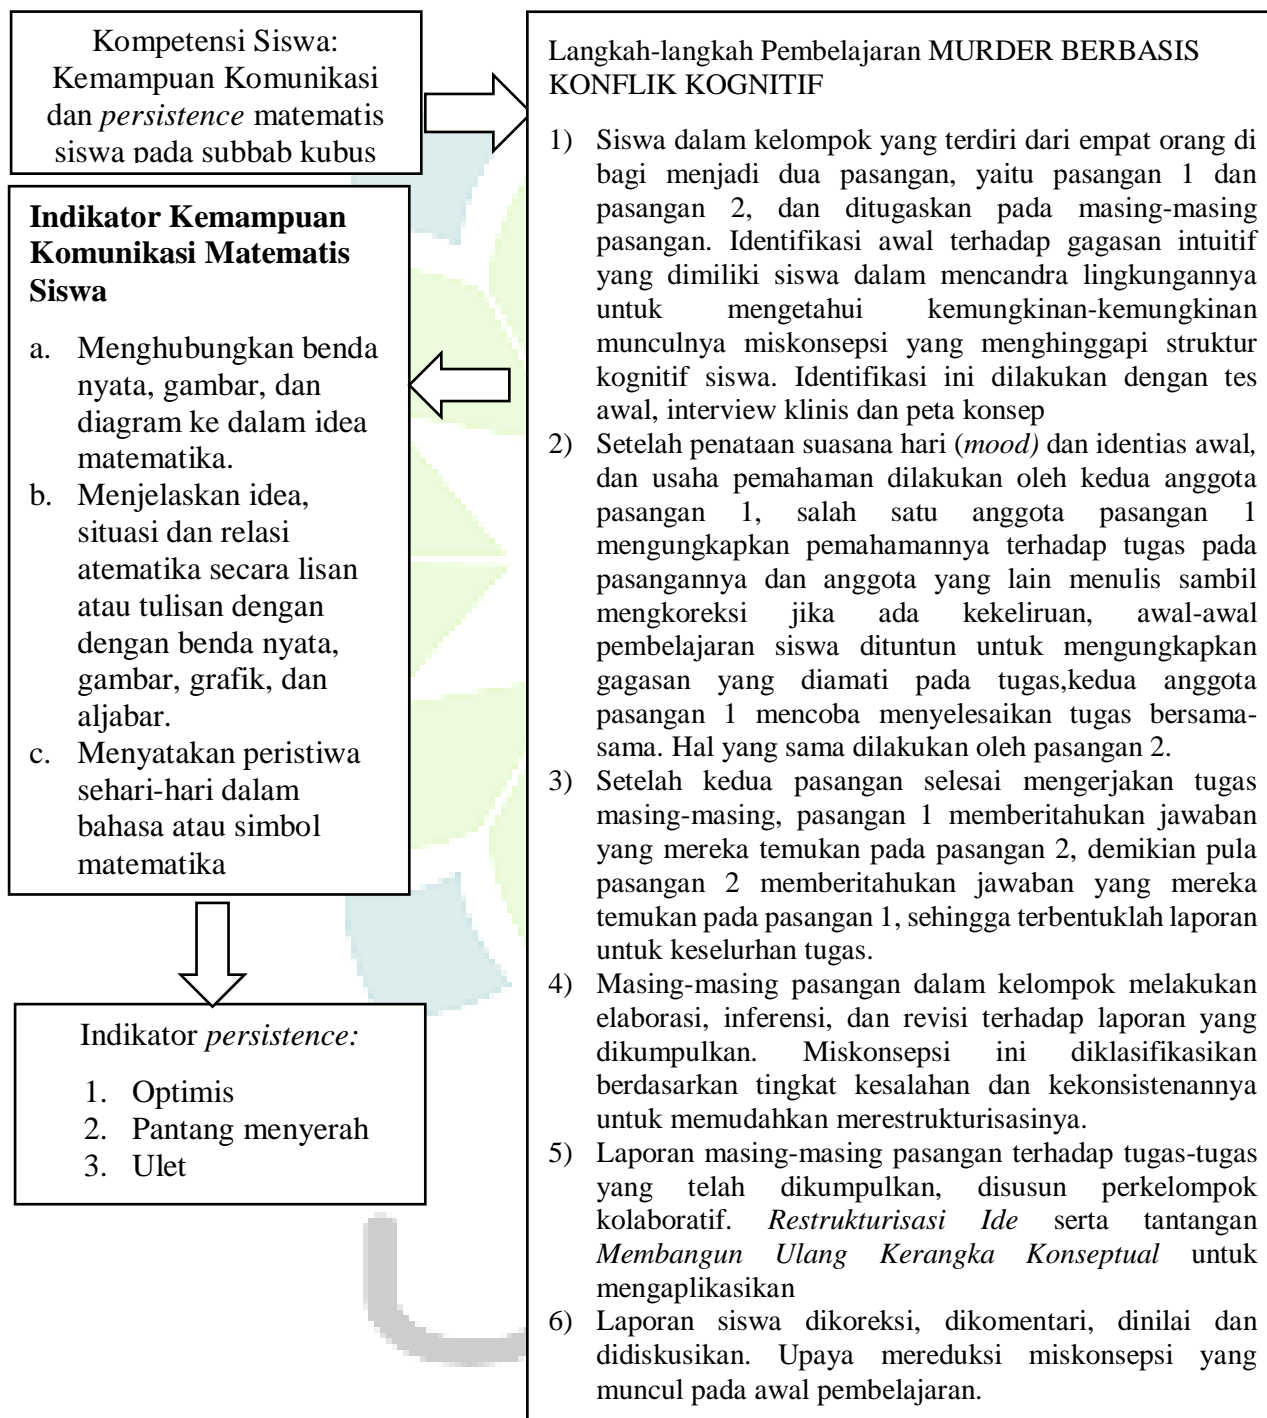 Kompetensi Siswa:
Kemampuan Komunikasi
dan persistence matematis
siswa pada subbab kubus
Langkah-langkah Pembelajaran MURDER BERBASIS
KONFLIK KOGNITIF
1) Siswa dalam kelompok yang terdiri dari empat orang di
bagi menjadi dua pasangan, yaitu pasangan 1 dan
pasangan 2, dan ditugaskan pada masing-masing
pasangan. Identifikasi awal terhadap gagasan intuitif
yang dimiliki siswa dalam mencandra lingkungannya
untuk mengetahui kemungkinan-kemungkinan
munculnya miskonsepsi yang menghinggapi struktur
kognitif siswa. Identifikasi ini dilakukan dengan tes
awal, interview klinis dan peta konsep
2) Setelah penataan suasana hari (mood) dan identias awal,
dan usaha pemahaman dilakukan oleh kedua anggota
pasangan 1, salah satu anggota pasangan 1
mengungkapkan pemahamannya terhadap tugas pada
pasangannya dan anggota yang lain menulis sambil
mengkoreksi jika ada kekeliruan, awal-awal
pembelajaran siswa dituntun untuk mengungkapkan
gagasan yang diamati pada tugas,kedua anggota
pasangan 1 mencoba menyelesaikan tugas bersama-
sama. Hal yang sama dilakukan oleh pasangan 2.
3) Setelah kedua pasangan selesai mengerjakan tugas
masing-masing, pasangan 1 memberitahukan jawaban
yang mereka temukan pada pasangan 2, demikian pula
pasangan 2 memberitahukan jawaban yang mereka
temukan pada pasangan 1, sehingga terbentuklah laporan
untuk keselurhan tugas.
4) Masing-masing pasangan dalam kelompok melakukan
elaborasi, inferensi, dan revisi terhadap laporan yang
dikumpulkan. Miskonsepsi ini diklasifikasikan
berdasarkan tingkat kesalahan dan kekonsistenannya
untuk memudahkan merestrukturisasinya.
5) Laporan masing-masing pasangan terhadap tugas-tugas
yang telah dikumpulkan, disusun perkelompok
kolaboratif. Restrukturisasi Ide serta tantangan
Membangun Ulang Kerangka Konseptual untuk
mengaplikasikan
6) Laporan siswa dikoreksi, dikomentari, dinilai dan
didiskusikan. Upaya mereduksi miskonsepsi yang
muncul pada awal pembelajaran.
Indikator Kemampuan
Komunikasi Matematis
Siswa
a. Menghubungkan benda
nyata, gambar, dan
diagram ke dalam idea
matematika.
b. Menjelaskan idea,
situasi dan relasi
atematika secara lisan
atau tulisan dengan
dengan benda nyata,
gambar, grafik, dan
aljabar.
c. Menyatakan peristiwa
sehari-hari dalam
bahasa atau simbol
matematika
Indikator persistence:
1. Optimis
2. Pantang menyerah
3. Ulet